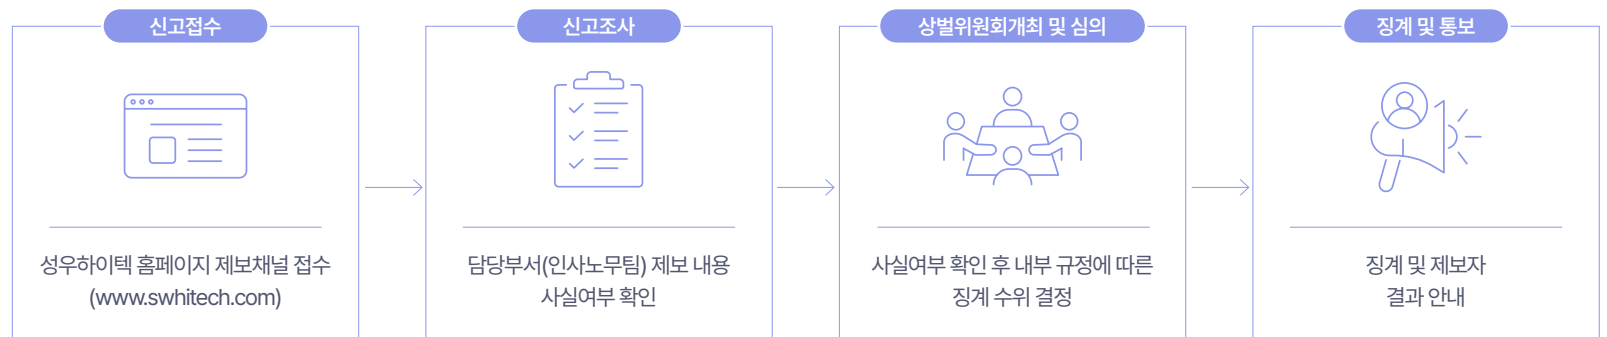 신고접수
성우하이텍 홈페이지 제보채널 접수
(www.swhitech.com)
신고조사
담당부서(인사노무팀) 제보 내용
사실여부 확인
상벌위원회개최 및 심의
사실여부 확인 후 내부 규정에 따른
징계 수위 결정
징계 및 통보
징계 및 제보자
결과 안내